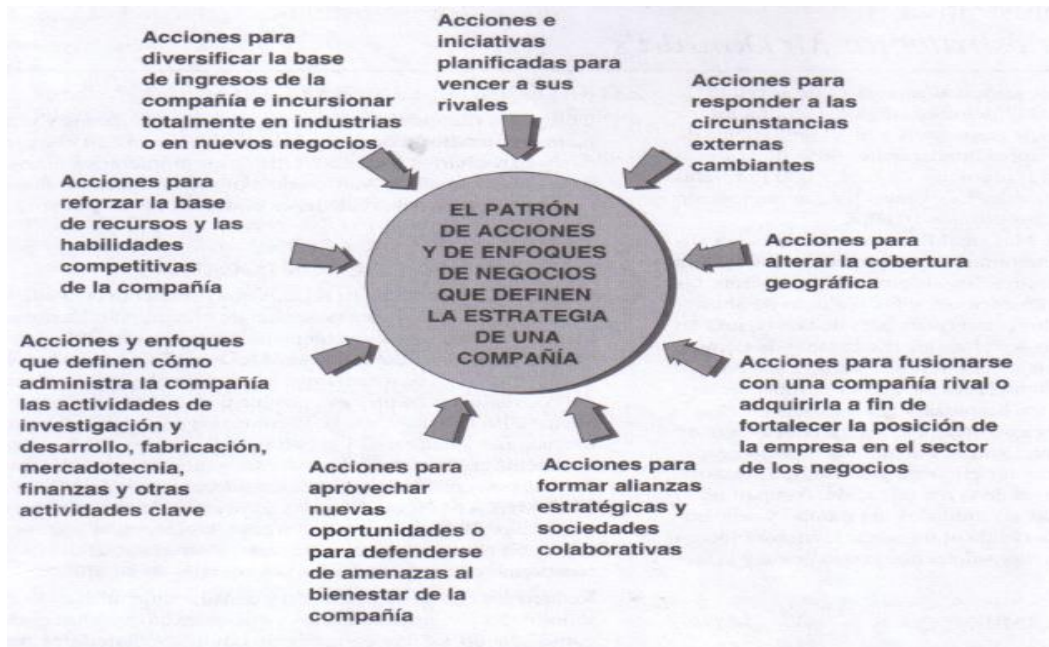 Acciones para
diversificar la base
de ingresos de la
compañía e incursionar
totalmente en industrias
o en nuevos negocios
Acciones e
iniciativas
planificadas para
vencer a sus
rivales
Acciones para
responder a las
circunstancias
externas
cambiantes
Acciones para
reforzar la base
de recursos y las
habilidades
competitivas
de la compañía
EL PATRÓN
DE ACCIONES
Y DE ENFOQUES
DE NEGOCIOS
QUE DEFINEN
LA ESTRATEGIA
DE UNA
COMPAÑÍA
Acciones para
alterar la cobertura
geográfica
Acciones y enfoques
que definen cómo
administra la compañía
las actividades de
investigación y
desarrollo, fabricación,
mercadotecnia,
finanzas y otras
actividades clave
Acciones para
aprovechar
nuevas
oportunidades o
para defenderse
de amenazas al
bienestar de la
compañía
Acciones para
formar alianzas
estratégicas y
sociedades
colaborativas
Acciones para fusionarse
con una compañía rival o
adquirirla a fin de
fortalecer la posición de
la empresa en el sector
de los negocios